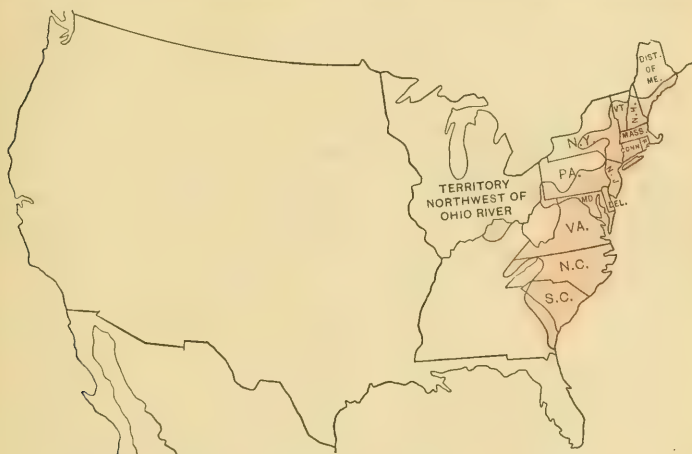 DIST.
OF
ME.
VT.
N.H.
N.Y.
MASS.
CONN.
R.I.
PA.
N.J.
TERRITORY
NORTHWEST OF
OHIO RIVER
MD.
DEL.
VA.
N.C.
S.C.